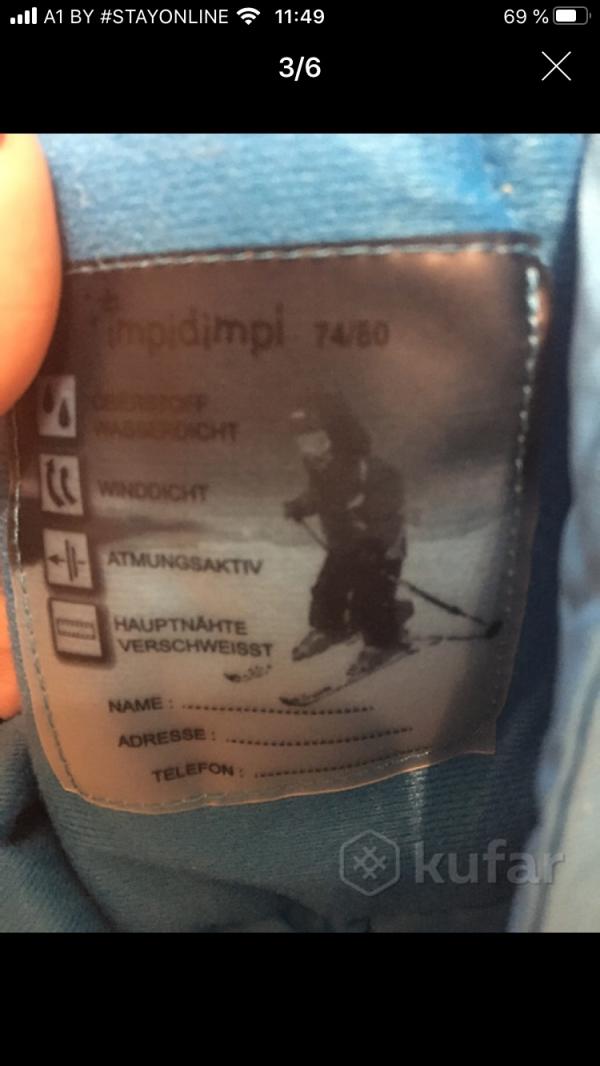 A1 BY #STAYONLINE 11:49 69 %
3/6
impidimpi 74/80
OBERSTOFF
WASSERDICHT
WINDDICHT
ATMUNGSAKTIV
HAUPTNÄHTE
VERSCHWEISST
NAME :
ADRESSE :
TELEFON :
kufar